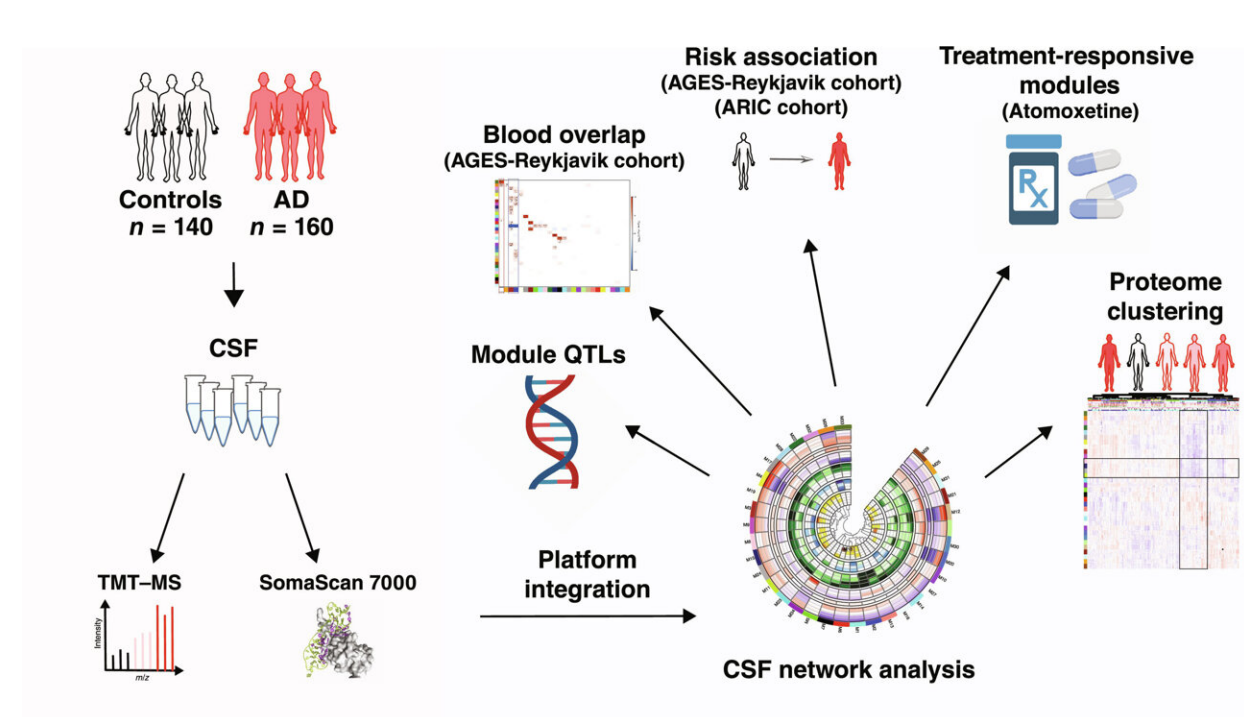 Controls
n = 140
AD
n = 160
CSF
TMT–MS
Intensity
m/z
SomaScan 7000
Platform
integration
CSF network analysis
Module QTLs
Blood overlap
(AGES-Reykjavik cohort)
Risk association
(AGES-Reykjavik cohort)
(ARIC cohort)
Treatment-responsive
modules
(Atomoxetine)
Rx
Proteome
clustering